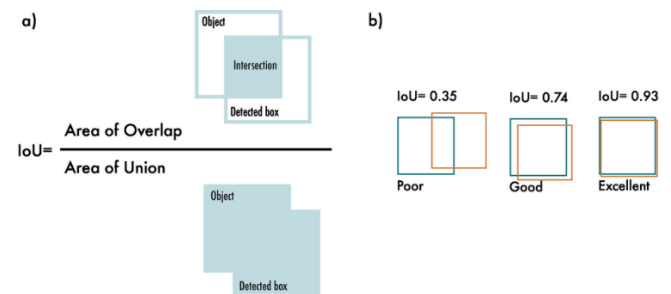 a)
Object
Intersection
Detected box
IoU=
Area of Overlap
Area of Union
Object
Detected box
b)
IoU= 0.35
IoU= 0.74
IoU= 0.93
Poor
Good
Excellent